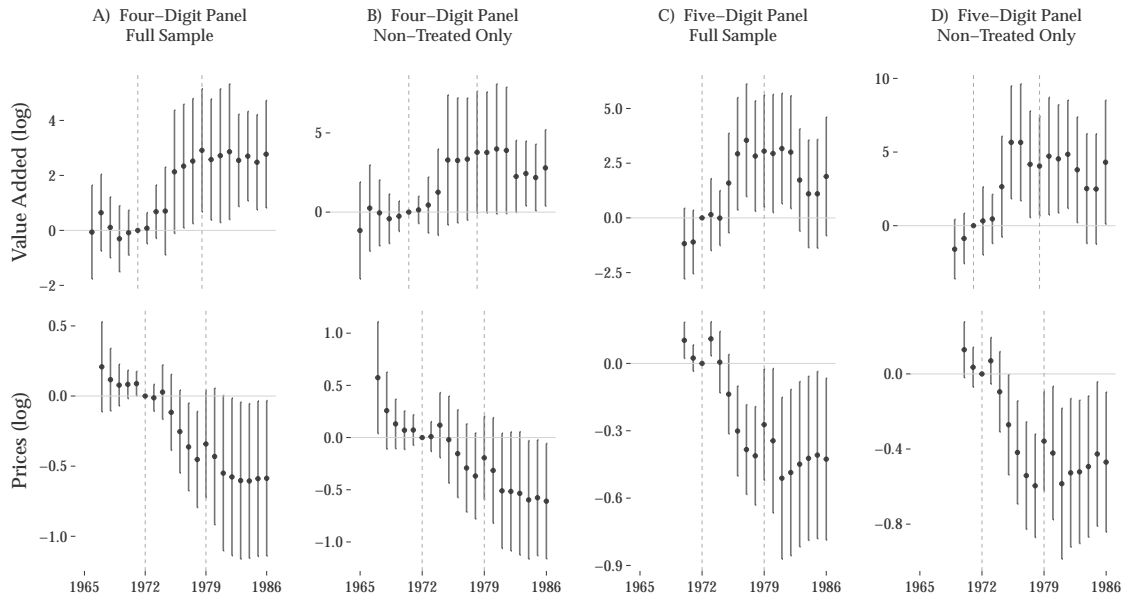 A) Four−Digit Panel
Full Sample
B) Four−Digit Panel
Non−Treated Only
C) Five−Digit Panel
Full Sample
D) Five−Digit Panel
Non−Treated Only
Value Added (log)
4
2
0
−2
5
0
5.0
2.5
0.0
−2.5
10
5
0
Prices (log)
0.5
0.0
−0.5
−1.0
1.0
0.5
0.0
−0.5
−1.0
0.0
−0.3
−0.6
−0.9
0.0
−0.4
−0.8
1965 1972 1979 1986
1965 1972 1979 1986
1965 1972 1979 1986
1965 1972 1979 1986